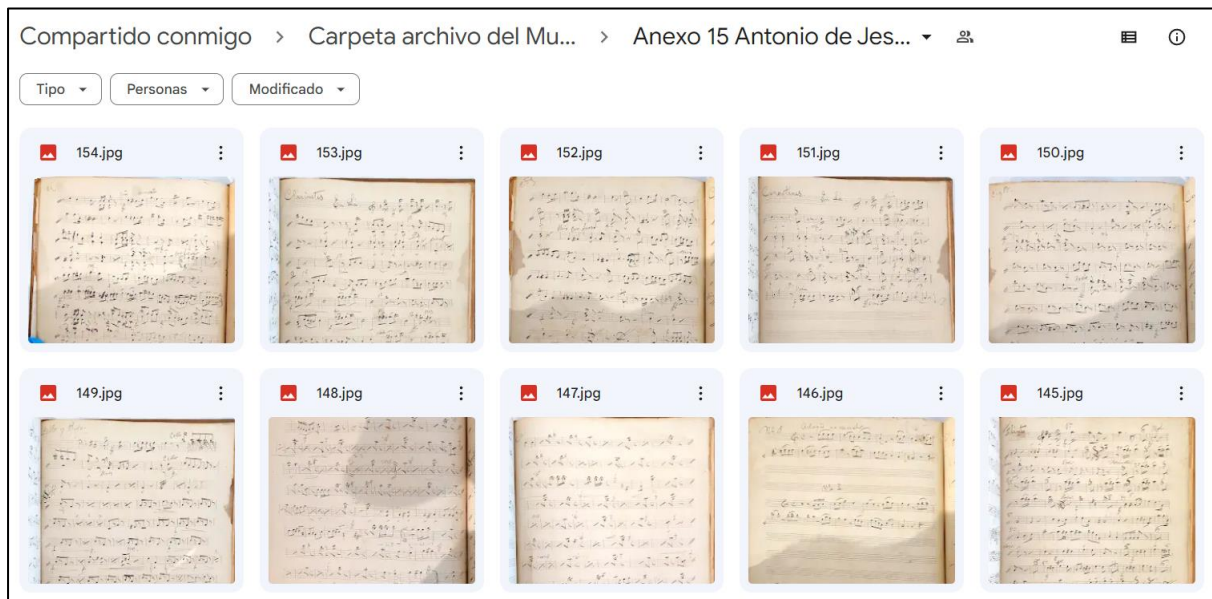 Compartido conmigo > Carpeta archivo del Mu... > Anexo 15 Antonio de Jes...
Tipo Personas Modificado
154.jpg 153.jpg 152.jpg 151.jpg 150.jpg
149.jpg 148.jpg 147.jpg 146.jpg 145.jpg